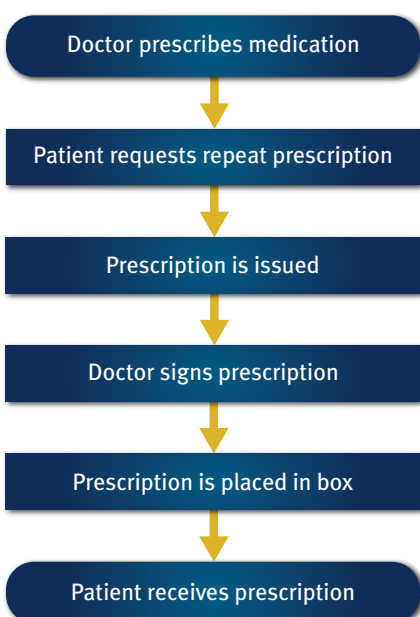 Doctor prescribes medication
Patient requests repeat prescription
Prescription is issued
Doctor signs prescription
Prescription is placed in box
Patient receives prescription